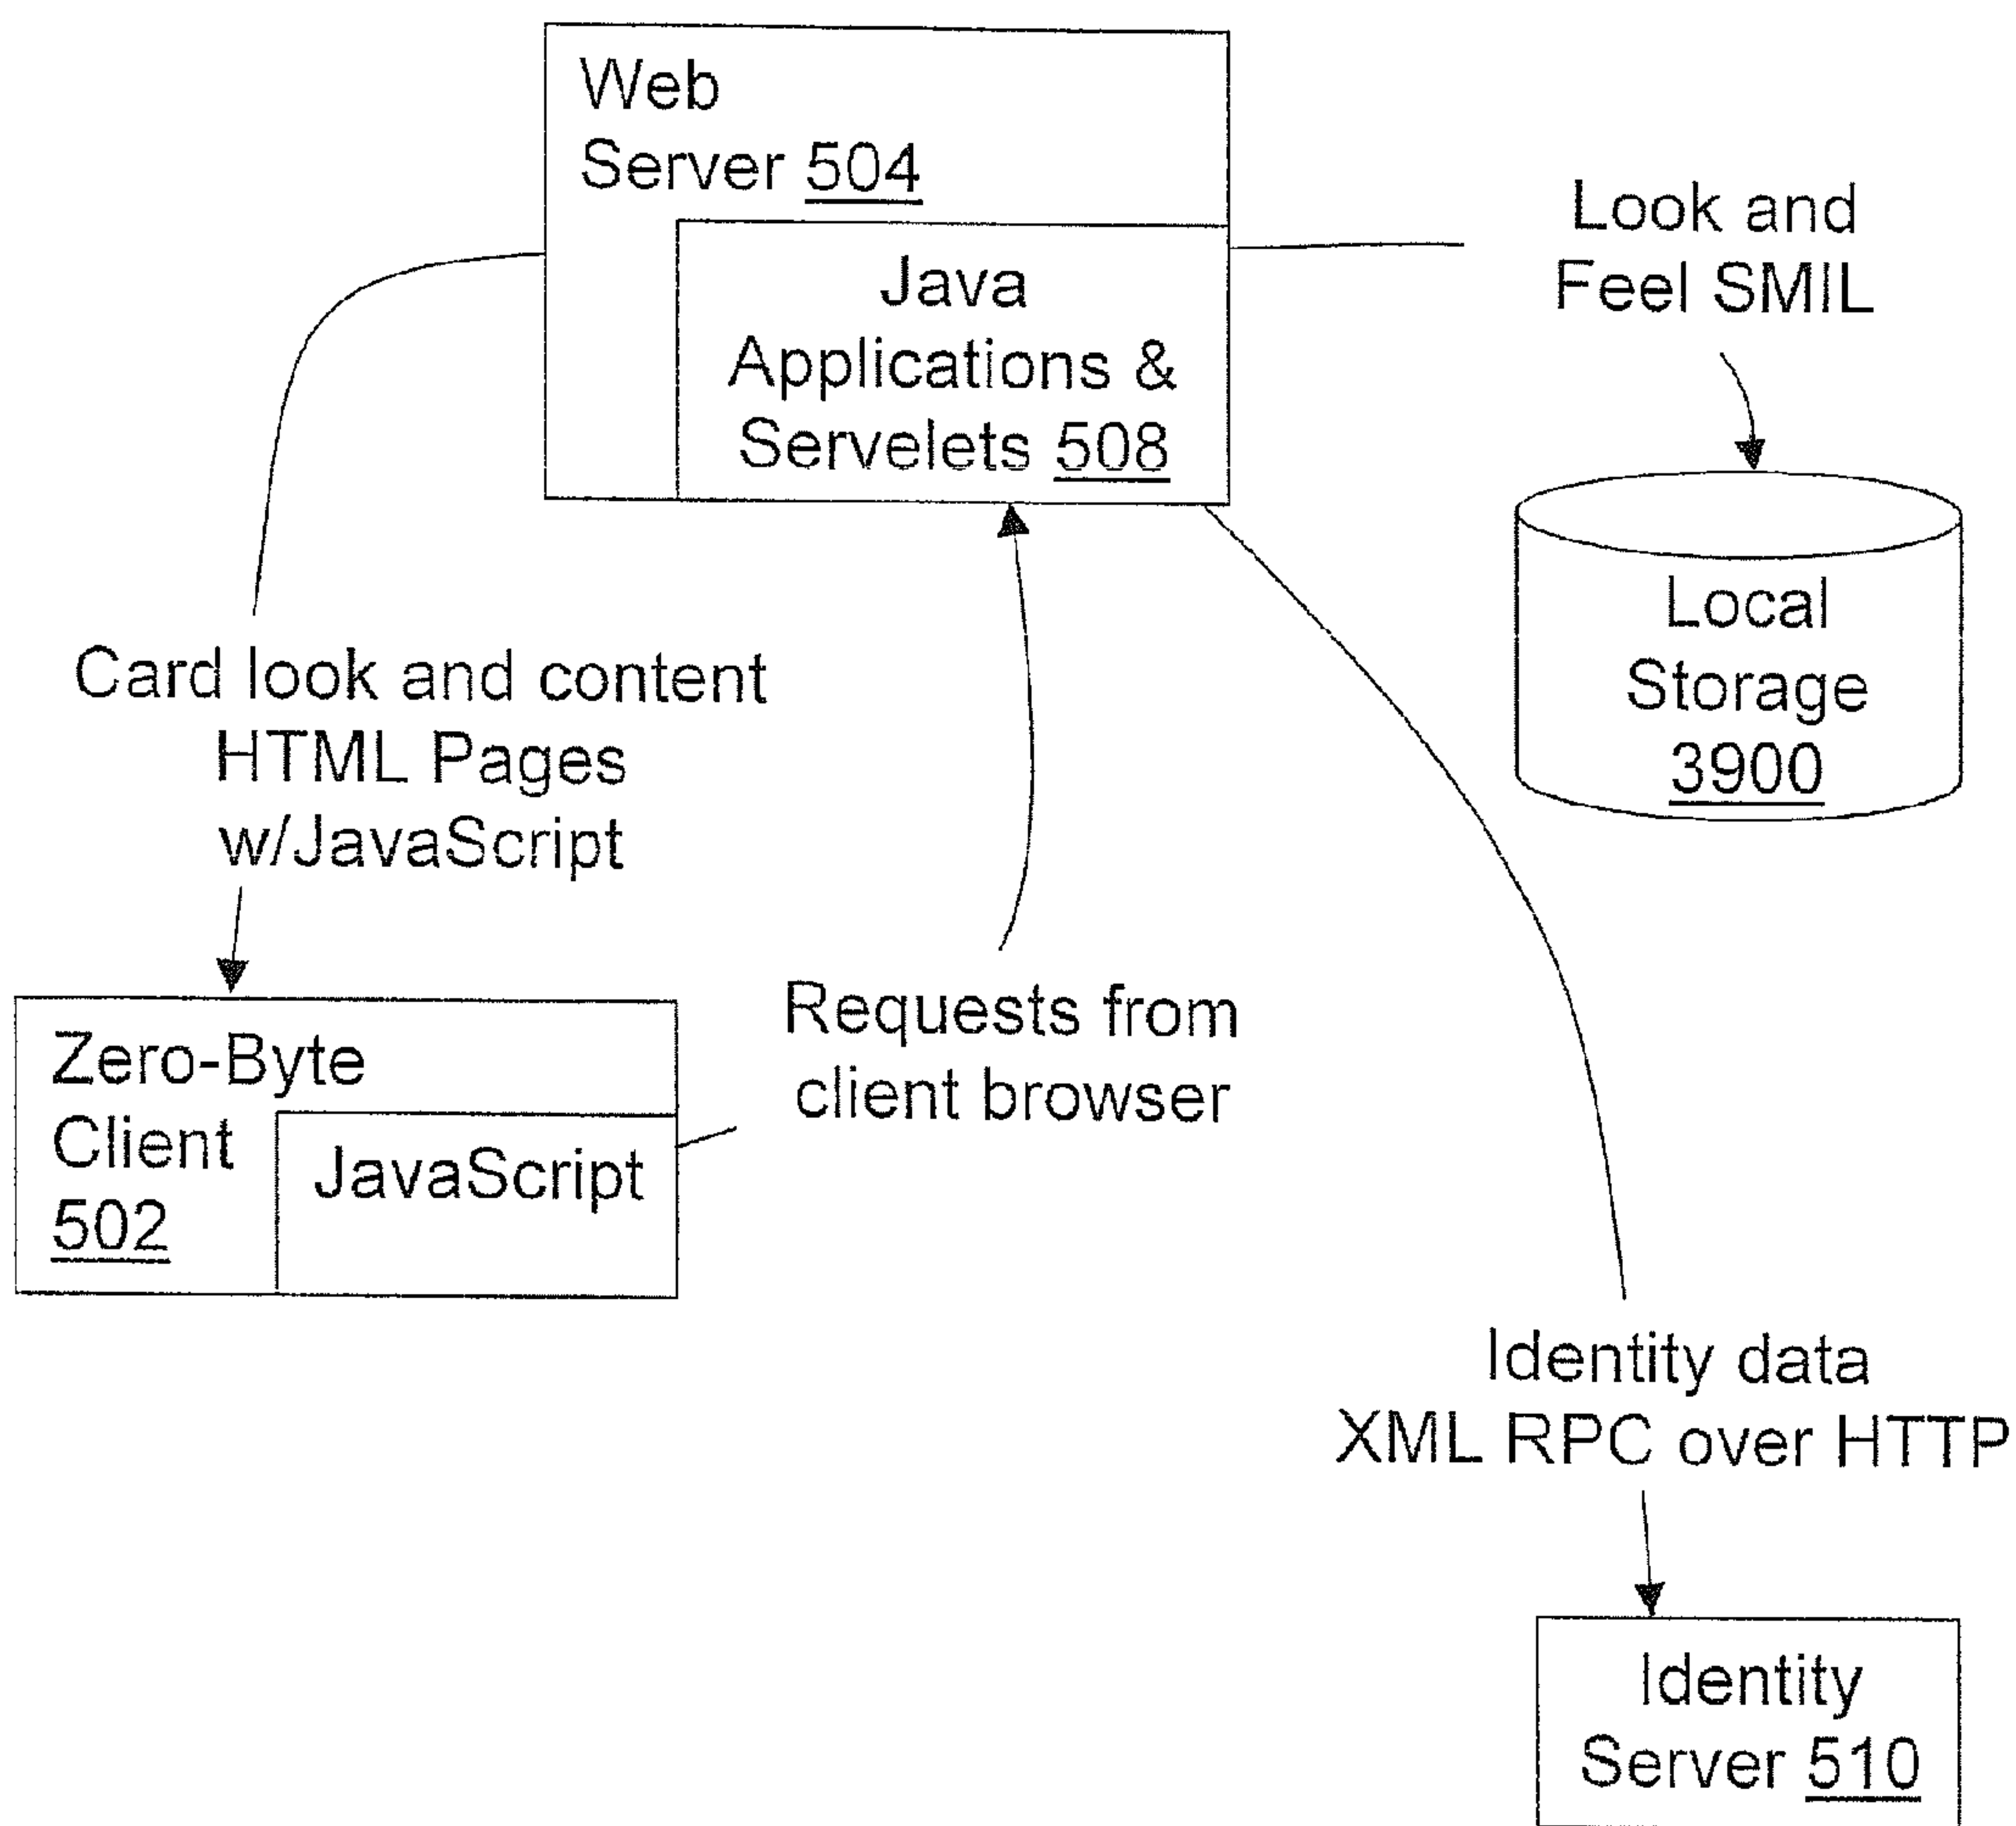 Web
Server 504
Java
Applications &
Servelets 508
Look and
Feel SMIL
Local
Storage
3900
Card look and content
HTML Pages
w/JavaScript
Requests from
client browser
Zero-Byte
Client
502
JavaScript
Identity data
XML RPC over HTTP
Identity
Server 510